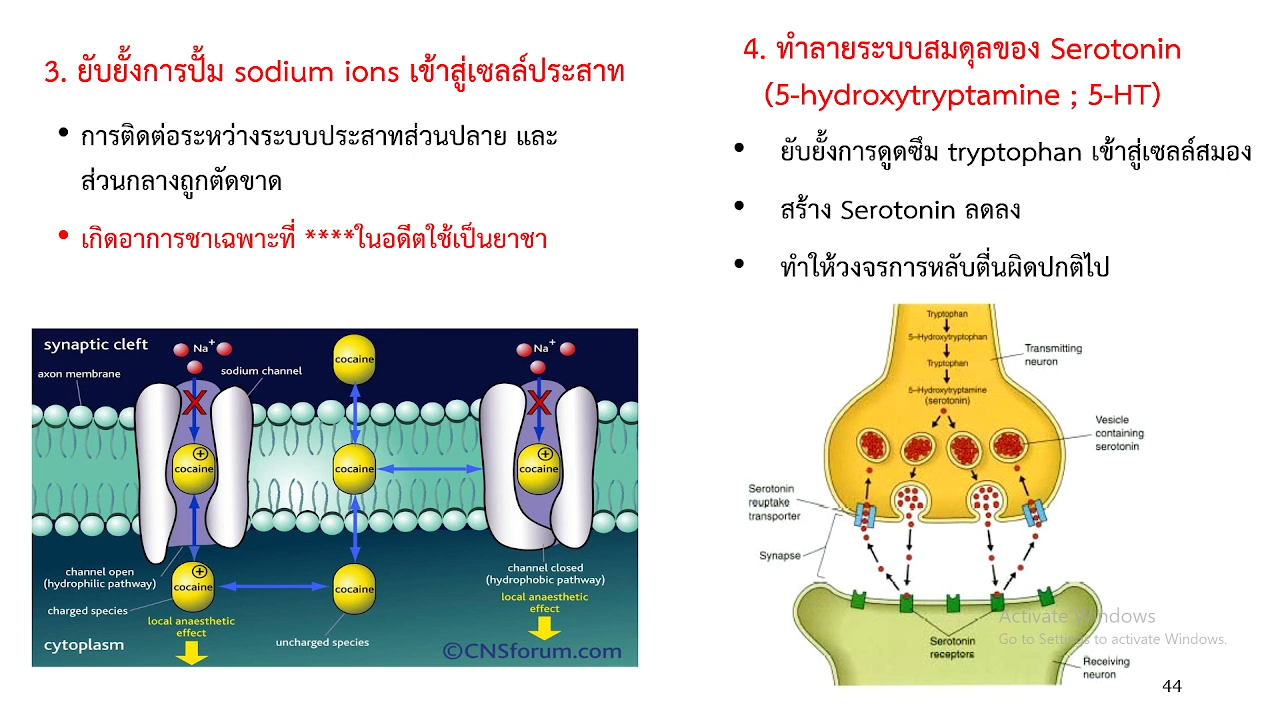 3. ยับยั้งการปั้ม sodium ions เข้าสู่เซลล์ประสาท
• การติดต่อระหว่างระบบประสาทส่วนปลาย และ
ส่วนกลางถูกตัดขาด
• เกิดอาการชาเฉพาะที่ ****ในอดีตใช้เป็นยาชา
synaptic cleft
axon membrane
Na+
sodium channel
cocaine
Na+
cocaine
cocaine
cocaine
channel open
(hydrophilic pathway)
cocaine
cocaine
channel closed
(hydrophobic pathway)
charged species
local anaesthetic
effect
local anaesthetic
effect
cytoplasm
uncharged species
©CNSforum.com
4. ทำลายระบบสมดุลของ Serotonin
(5-hydroxytryptamine ; 5-HT)
• ยับยั้งการดูดซึม tryptophan เข้าสู่เซลล์สมอง
• สร้าง Serotonin ลดลง
• ทำให้วงจรการหลับตื่นผิดปกติไป
Tryptophan
5-Hydroxytryptophan
Tryptophan
5-Hydroxytryptamine
(serotonin)
Transmitting
neuron
Vesicle
containing
serotonin
Serotonin
reuptake
transporter
Synapse
Serotonin
receptors
Receiving
neuron
Activate Windows
Go to Settings to activate Windows.
44